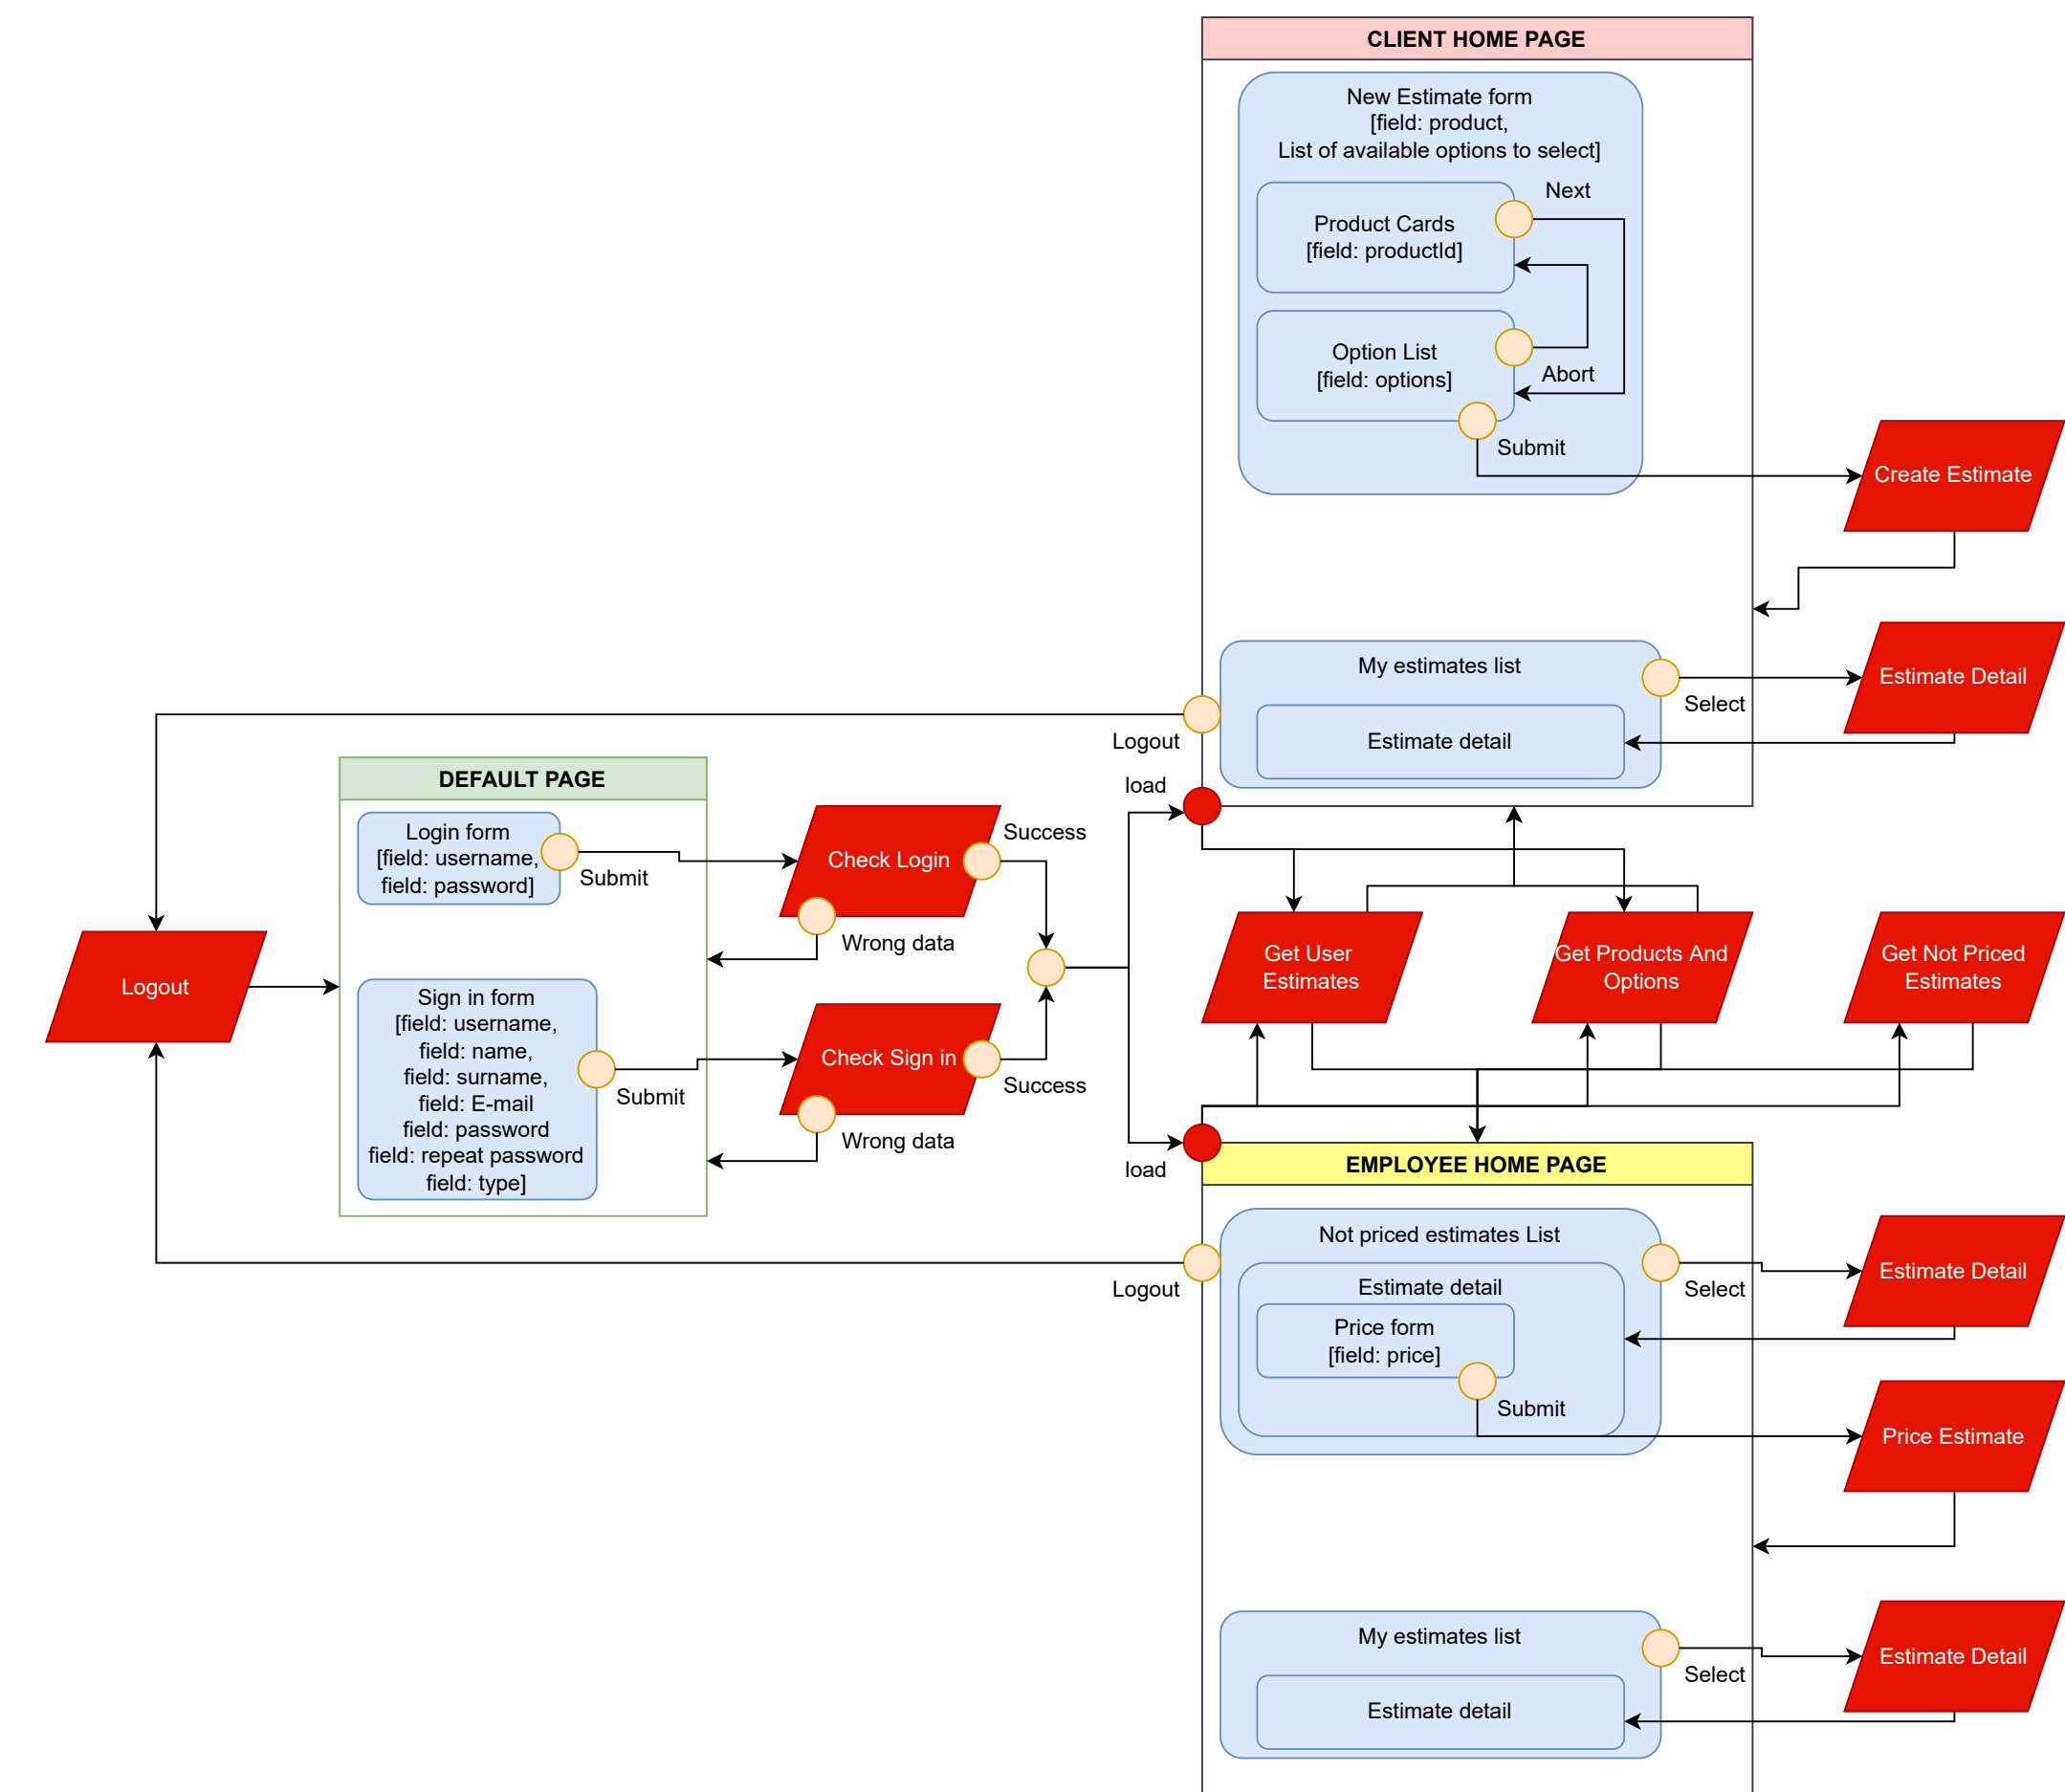 CLIENT HOME PAGE
New Estimate form
[field: product,
List of available options to select]
Next
Product Cards
[field: productId]
Option List
[field: options]
Abort
Submit
Create Estimate
My estimates list
Select
Estimate Detail
Estimate detail
Logout
load
DEFAULT PAGE
Login form
[field: username,
field: password]
Submit
Check Login
Success
Wrong data
Logout
Sign in form
[field: username,
field: name,
field: surname,
field: E-mail
field: password
field: repeat password
field: type]
Submit
Check Sign in
Success
Wrong data
Get User
Estimates
Get Products And
Options
Get Not Priced
Estimates
load
EMPLOYEE HOME PAGE
Not priced estimates List
Logout
Select
Estimate Detail
Estimate detail
Price form
[field: price]
Submit
Price Estimate
My estimates list
Select
Estimate Detail
Estimate detail